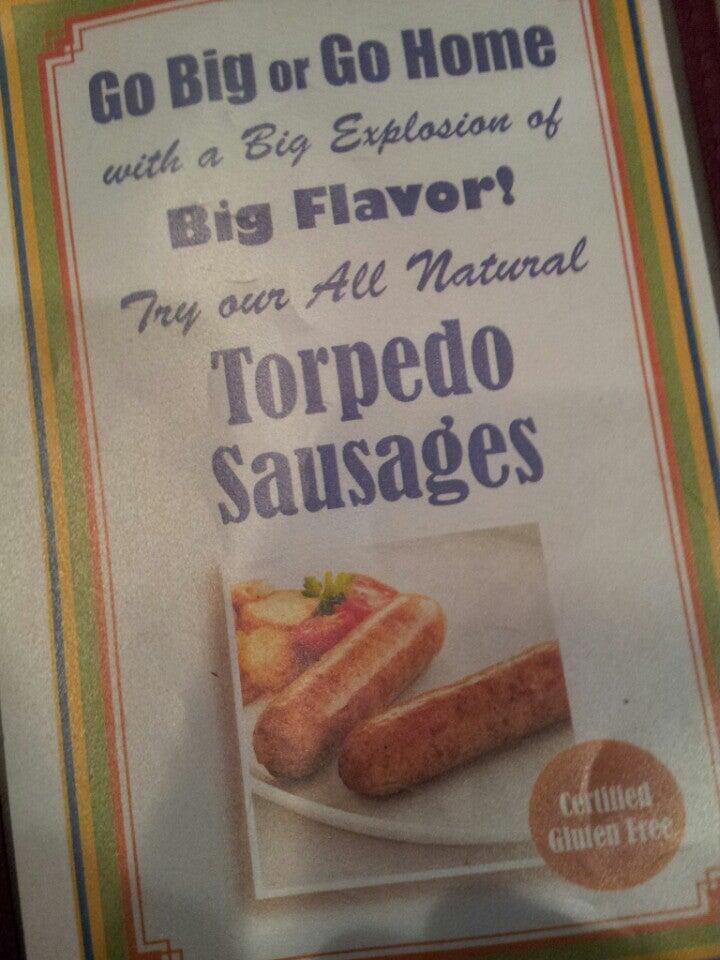 Go Big or Go Home
with a Big Explosion of
Big Flavor!
Try our All Natural
Torpedo
Sausages
Certified
Gluten Free